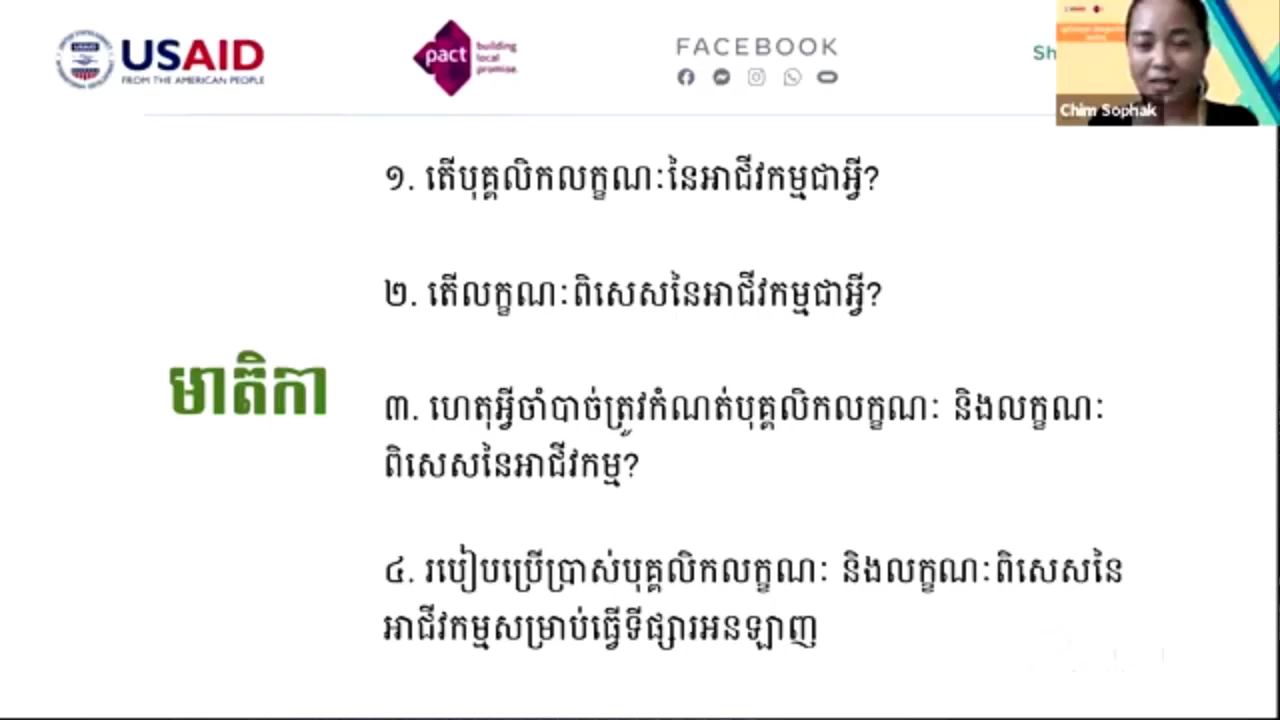 USAID
FROM THE AMERICAN PEOPLE
pact
building
local
promise.
FACEBOOK
Sh
Chim Sophak
១. តើបុគ្គលិកលក្ខណៈនៃអាជីវកម្មជាអ្វី?
២. តើលក្ខណៈពិសេសនៃអាជីវកម្មជាអ្វី?
មាតិកា
៣. ហេតុអ្វីចាំបាច់ត្រូវកំណត់បុគ្គលិកលក្ខណៈ និងលក្ខណៈ
ពិសេសនៃអាជីវកម្ម?
៤. របៀបប្រើប្រាស់បុគ្គលិកលក្ខណៈ និងលក្ខណៈពិសេសនៃ
អាជីវកម្មសម្រាប់ធ្វើទីផ្សារអនឡាញ